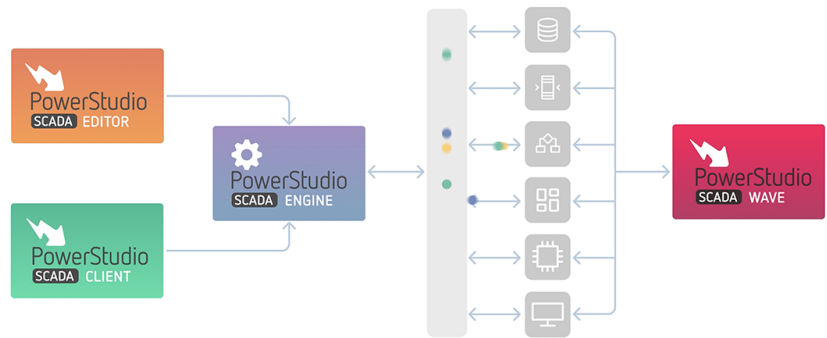 PowerStudio
SCADA EDITOR
PowerStudio
SCADA ENGINE
PowerStudio
SCADA CLIENT
PowerStudio
SCADA WAVE